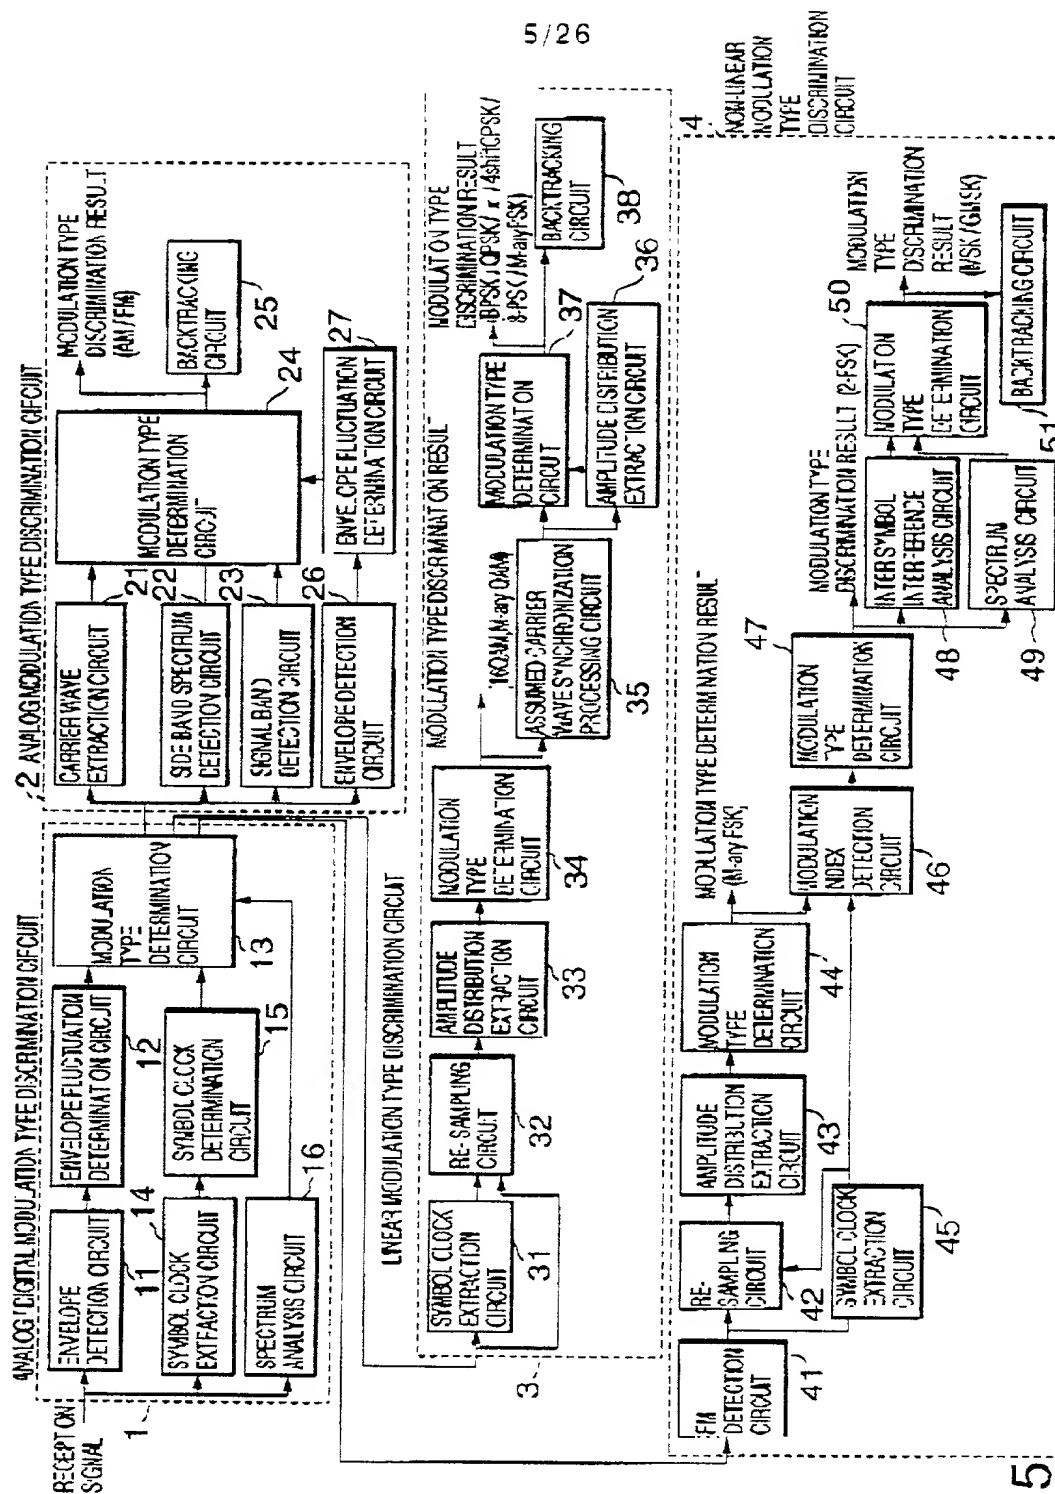 5/26
RECEPTION
SIGNAL
1
ANALOG/DIGITAL MODULATION TYPE DISCRIMINATION CIRCUIT
ENVELOPE
DETECTION CIRCUIT
11
ENVELOPE FLUCTUATION
DETERMINATION CIRCUIT
12
MODULATION
TYPE
DETERMINATION
CIRCUIT
13
SYMBOL CLOCK
EXTRACTION CIRCUIT
14
SYMBOL CLOCK
DETERMINATION
CIRCUIT
15
SPECTRUM
ANALYSIS CIRCUIT
16
2 ANALOG MODULATION TYPE DISCRIMINATION CIRCUIT
CARRIER WAVE
EXTRACTION CIRCUIT
21
SIDE BAND SPECTRUM
DETECTION CIRCUIT
22
SIGNAL BAND
DETECTION CIRCUIT
23
ENVELOPE DETECTION
CIRCUIT
26
MODULATION TYPE
DETERMINATION
CIRCUIT
24
ENVELOPE FLUCTUATION
DETERMINATION CIRCUIT
27
MODULATION TYPE
DISCRIMINATION RESULT
(AM/FM)
BACKTRACKING
CIRCUIT
25
LINEAR MODULATION TYPE DISCRIMINATION CIRCUIT
3
SYMBOL CLOCK
EXTRACTION
CIRCUIT
31
RE-SAMPLING
CIRCUIT
32
AMPLITUDE
DISTRIBUTION
EXTRACTION
CIRCUIT
33
MODULATION
TYPE
DETERMINATION
CIRCUIT
34
MODULATION TYPE DISCRIMINATION RESULT
(16QAM,M-ary QAM)
ASSUMED CARRIER
WAVE SYNCHRONIZATION
PROCESSING CIRCUIT
35
MODULATION TYPE
DETERMINATION
CIRCUIT
37
AMPLITUDE DISTRIBUTION
EXTRACTION CIRCUIT
36
MODULATION TYPE
DISCRIMINATION RESULT
(BPSK/QPSK/π/4shiftQPSK/
8-PSK/M-aryPSK)
BACKTRACKING
CIRCUIT
38
4
NON-LINEAR
MODULATION
TYPE
DISCRIMINATION
CIRCUIT
FM
DETECTION
CIRCUIT
41
RE-
SAMPLING
CIRCUIT
42
AMPLITUDE
DISTRIBUTION
EXTRACTION
CIRCUIT
43
MODULATION
TYPE
DETERMINATION
CIRCUIT
44
SYMBOL CLOCK
EXTRACTION
CIRCUIT
45
MODULATION TYPE DETERMINATION RESULT
(M-ary FSK)
MODULATION
INDEX
DETECTION
CIRCUIT
46
MODULATION
TYPE
DETERMINATION
CIRCUIT
47
MODULATION TYPE
DISCRIMINATION RESULT (2-FSK)
INTER SYMBOL
INTERFERENCE
ANALYSIS CIRCUIT
48
SPECTRUM
ANALYSIS CIRCUIT
49
MODULATION
TYPE
DETERMINATION
CIRCUIT
50
MODULATION
TYPE
DISCRIMINATION
RESULT
(MSK/GMSK)
BACKTRACKING CIRCUIT
51
5